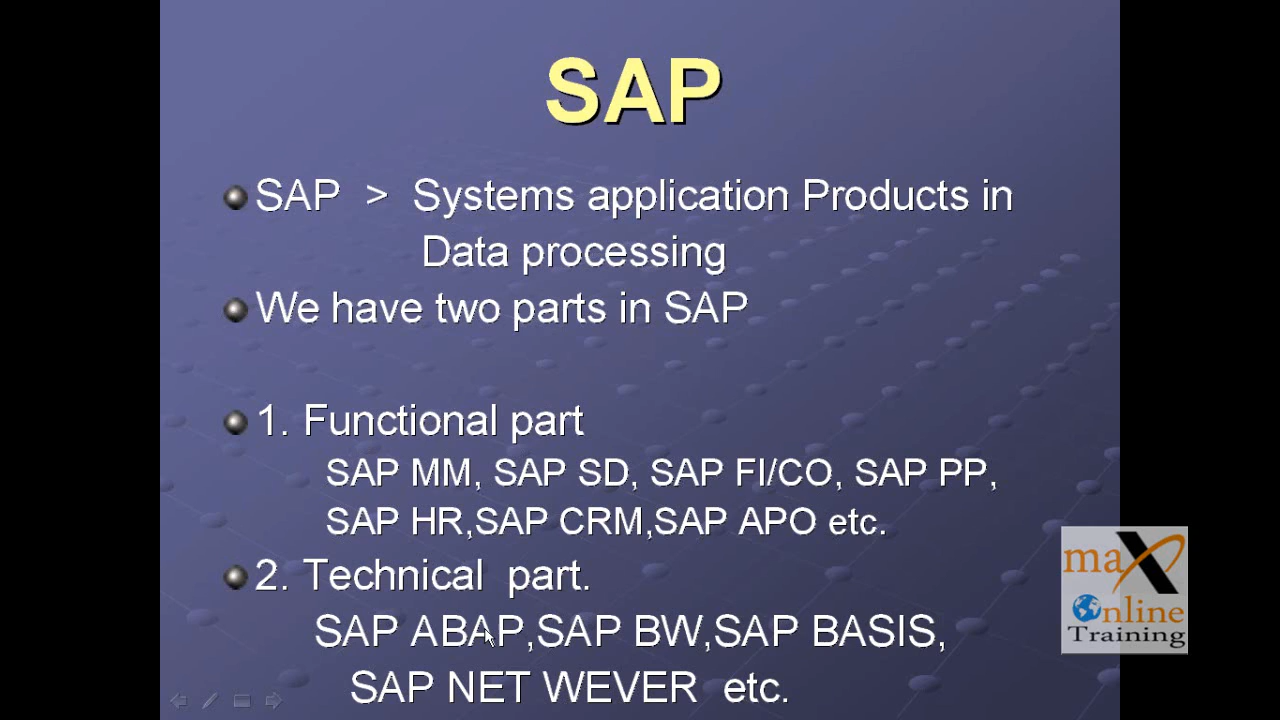 SAP
SAP > Systems application Products in
Data processing
We have two parts in SAP
1. Functional part
SAP MM, SAP SD, SAP FI/CO, SAP PP,
SAP HR,SAP CRM,SAP APO etc.
2. Technical part.
SAP ABAP,SAP BW,SAP BASIS,
SAP NET WEVER etc.
maX
Online
Training